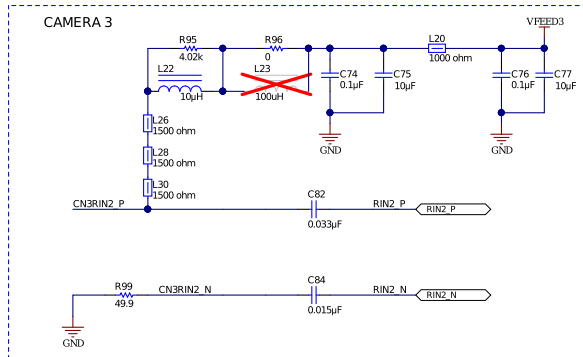 CAMERA 3
VFEED3
R95
4.02k
R96
0
L20
1000 ohm
L22
10µH
L23
100uH
C74
0.1µF
C75
10µF
C76
0.1µF
C77
10µF
L26
1500 ohm
L28
1500 ohm
L30
1500 ohm
GND
GND
CN3RIN2_P
C82
0.033µF
RIN2_P
RIN2_P
R99
49.9
CN3RIN2_N
C84
0.015µF
RIN2_N
RIN2_N
GND